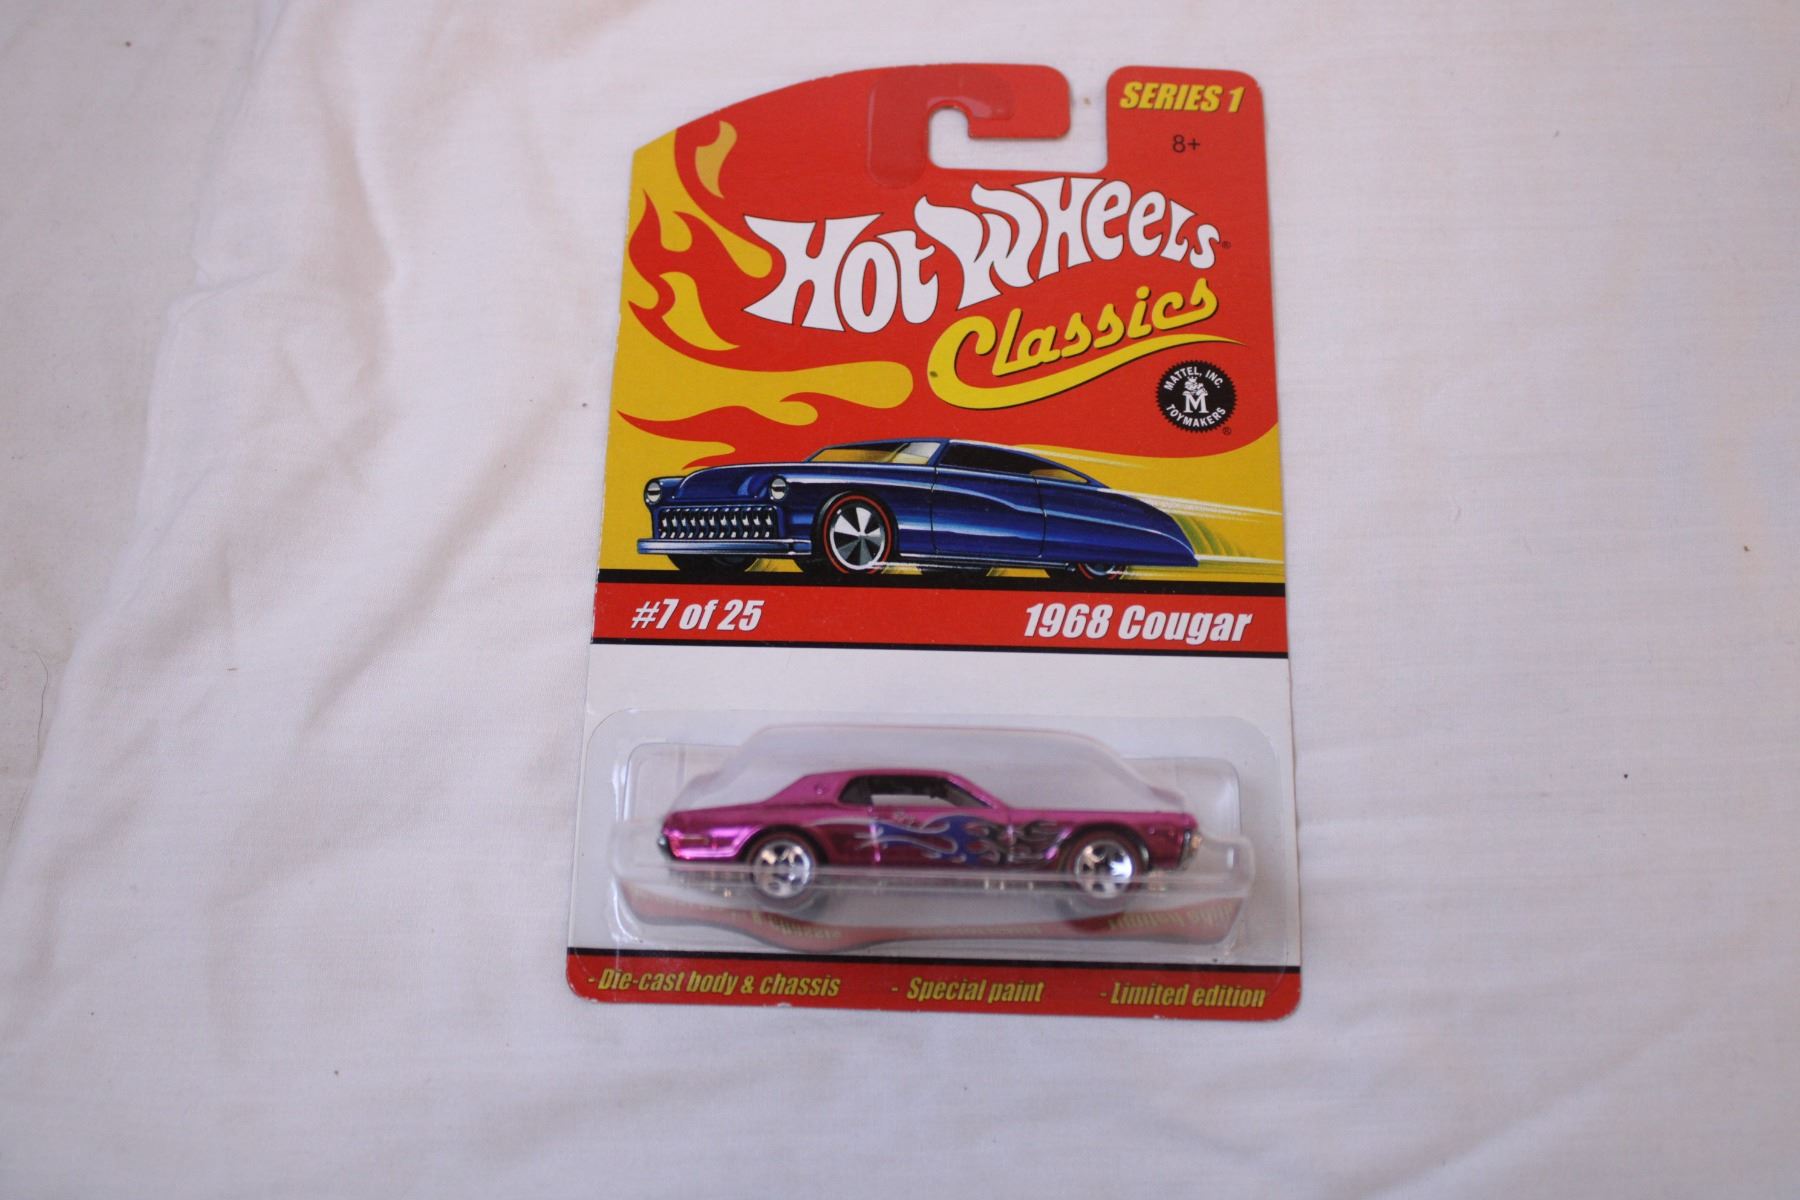 SERIES 1
8+
Hot Wheels®
Classics
MATTEL, INC.
M
TOYMAKERS
®
#7 of 25 1968 Cougar
- Die-cast body & chassis - Special paint - Limited edition